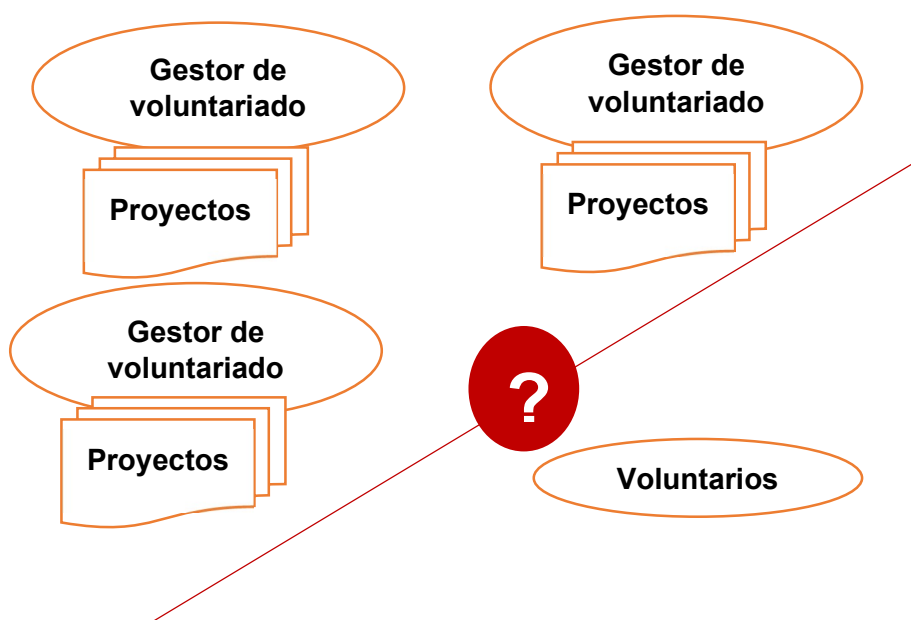 Gestor de
voluntariado
Proyectos
Gestor de
voluntariado
Proyectos
Gestor de
voluntariado
Proyectos
?
Voluntarios